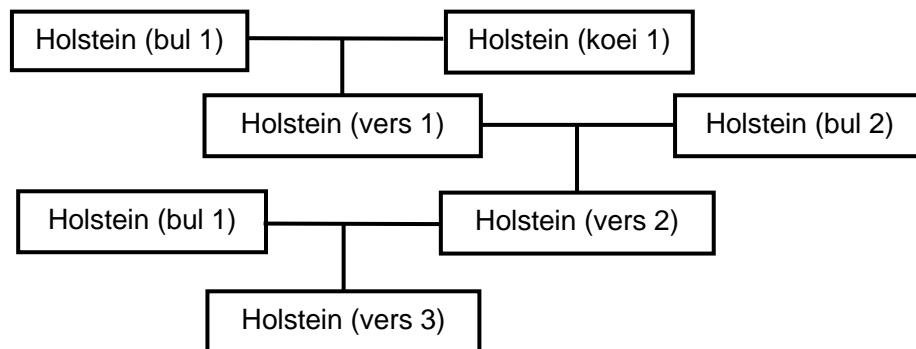 Holstein (bul 1)
Holstein (koei 1)
Holstein (vers 1)
Holstein (bul 2)
Holstein (bul 1)
Holstein (vers 2)
Holstein (vers 3)